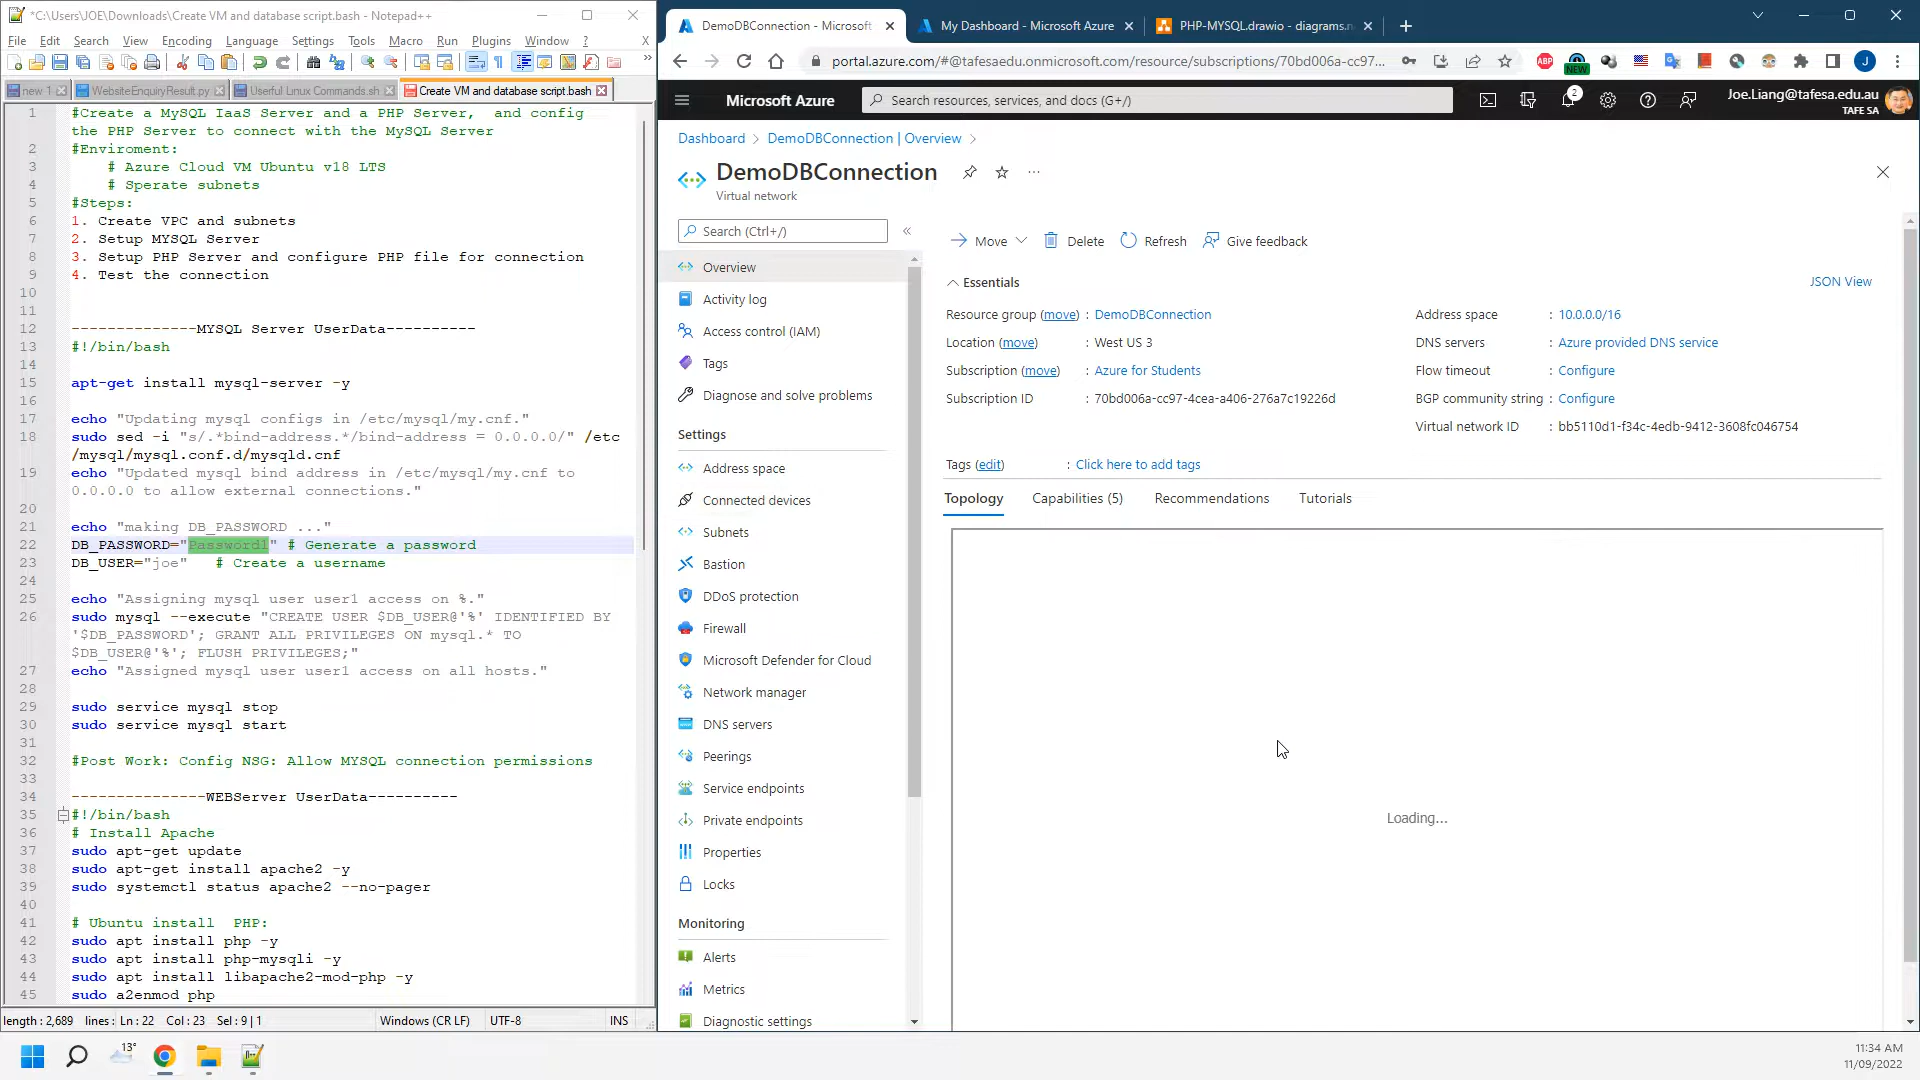 *C:\Users\JOE\Downloads\Create VM and database script.bash - Notepad++
File Edit Search View Encoding Language Settings Tools Macro Run Plugins Window ? X
new 1
WebsiteEnquiryResult.py
Userful Linux Commands.sh
Create VM and database script.bash
1 #Create a MySQL IaaS Server and a PHP Server,  and config
the PHP Server to connect with the MySQL Server
2 #Enviroment:
3 # Azure Cloud VM Ubuntu v18 LTS
4 # Sperate subnets
5 #Steps:
6 1. Create VPC and subnets
7 2. Setup MYSQL Server
8 3. Setup PHP Server and configure PHP file for connection
9 4. Test the connection
10
11
12 --------------MYSQL Server UserData----------
13 #!/bin/bash
14
15 apt-get install mysql-server -y
16
17 echo "Updating mysql configs in /etc/mysql/my.cnf."
18 sudo sed -i "s/.*bind-address.*/bind-address = 0.0.0.0/" /etc
/mysql/mysql.conf.d/mysqld.cnf
19 echo "Updated mysql bind address in /etc/mysql/my.cnf to
0.0.0.0 to allow external connections."
20
21 echo "making DB_PASSWORD ..."
22 DB_PASSWORD="Password1" # Generate a password
23 DB_USER="joe"   # Create a username
24
25 echo "Assigning mysql user user1 access on %."
26 sudo mysql --execute "CREATE USER $DB_USER@'%' IDENTIFIED BY
'$DB_PASSWORD'; GRANT ALL PRIVILEGES ON mysql.* TO
$DB_USER@'%'; FLUSH PRIVILEGES;"
27 echo "Assigned mysql user user1 access on all hosts."
28
29 sudo service mysql stop
30 sudo service mysql start
31
32 #Post Work: Config NSG: Allow MYSQL connection permissions
33
34 ---------------WEBServer UserData----------
35 #!/bin/bash
36 # Install Apache
37 sudo apt-get update
38 sudo apt-get install apache2 -y
39 sudo systemctl status apache2 --no-pager
40
41 # Ubuntu install  PHP:
42 sudo apt install php -y
43 sudo apt install php-mysqli -y
44 sudo apt install libapache2-mod-php -y
45 sudo a2enmod php
length : 2,689 lines : Ln : 22 Col : 23 Sel : 9 | 1 Windows (CR LF) UTF-8 INS
DemoDBConnection - Microsoft
My Dashboard - Microsoft Azure
PHP-MYSQL.drawio - diagrams.n
portal.azure.com/#@tafesaedu.onmicrosoft.com/resource/subscriptions/70bd006a-cc97...
ABP
NEW
J
Microsoft Azure
Search resources, services, and docs (G+/)
2
Joe.Liang@tafesa.edu.au
TAFE SA
Dashboard > DemoDBConnection | Overview >
DemoDBConnection
Virtual network
Search (Ctrl+/)
Overview
Activity log
Access control (IAM)
Tags
Diagnose and solve problems
Settings
Address space
Connected devices
Subnets
Bastion
DDoS protection
Firewall
Microsoft Defender for Cloud
Network manager
DNS servers
Peerings
Service endpoints
Private endpoints
Properties
Locks
Monitoring
Alerts
Metrics
Diagnostic settings
Move Delete Refresh Give feedback
Essentials
JSON View
Resource group (move) : DemoDBConnection
Location (move) : West US 3
Subscription (move) : Azure for Students
Subscription ID : 70bd006a-cc97-4cea-a406-276a7c19226d
Address space : 10.0.0.0/16
DNS servers : Azure provided DNS service
Flow timeout : Configure
BGP community string : Configure
Virtual network ID : bb5110d1-f34c-4edb-9412-3608fc046754
Tags (edit) : Click here to add tags
Topology Capabilities (5) Recommendations Tutorials
Loading...
13°
11:34 AM
11/09/2022